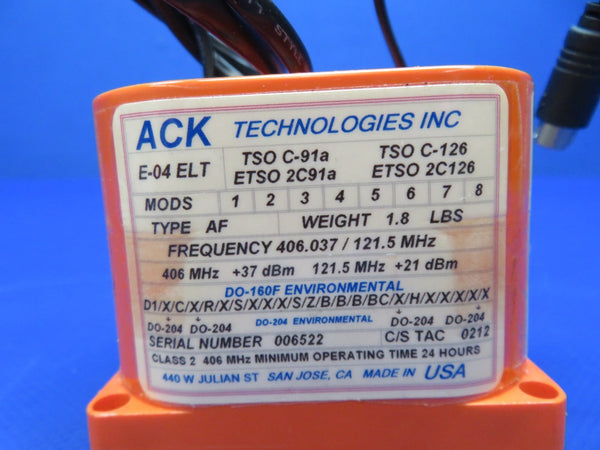 ACK TECHNOLOGIES INC
E-04 ELT TSO C-91a TSO C-126
ETSO 2C91a ETSO 2C126
MODS 1 2 3 4 5 6 7 8
TYPE AF WEIGHT 1.8 LBS
FREQUENCY 406.037 / 121.5 MHz
406 MHz +37 dBm 121.5 MHz +21 dBm
DO-160F ENVIRONMENTAL
D1/X/C/X/R/X/S/X/X/X/S/Z/B/B/B/BC/X/H/X/X/X/X/X
DO-204 DO-204 DO-204 ENVIRONMENTAL DO-204 DO-204
SERIAL NUMBER 006522 C/S TAC 0212
CLASS 2 406 MHz MINIMUM OPERATING TIME 24 HOURS
440 W JULIAN ST SAN JOSE, CA MADE IN USA